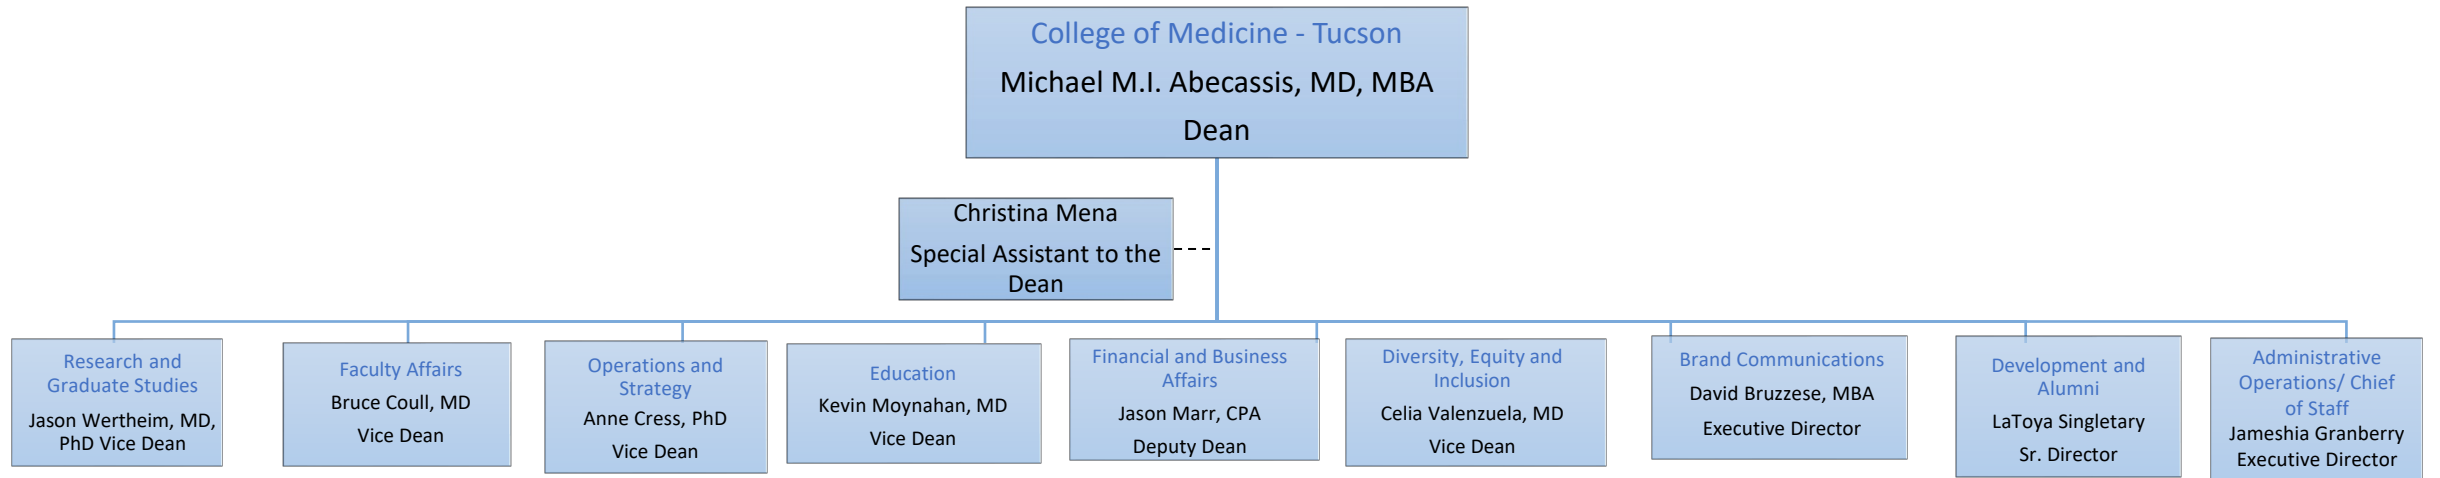 College of Medicine - Tucson
Michael M.I. Abecassis, MD, MBA
Dean
Christina Mena
Special Assistant to the
Dean
Research and
Graduate Studies
Jason Wertheim, MD,
PhD Vice Dean
Faculty Affairs
Bruce Coull, MD
Vice Dean
Operations and
Strategy
Anne Cress, PhD
Vice Dean
Education
Kevin Moynahan, MD
Vice Dean
Financial and Business
Affairs
Jason Marr, CPA
Deputy Dean
Diversity, Equity and
Inclusion
Celia Valenzuela, MD
Vice Dean
Brand Communications
David Bruzzese, MBA
Executive Director
Development and
Alumni
LaToya Singletary
Sr. Director
Administrative
Operations/ Chief
of Staff
Jameshia Granberry
Executive Director